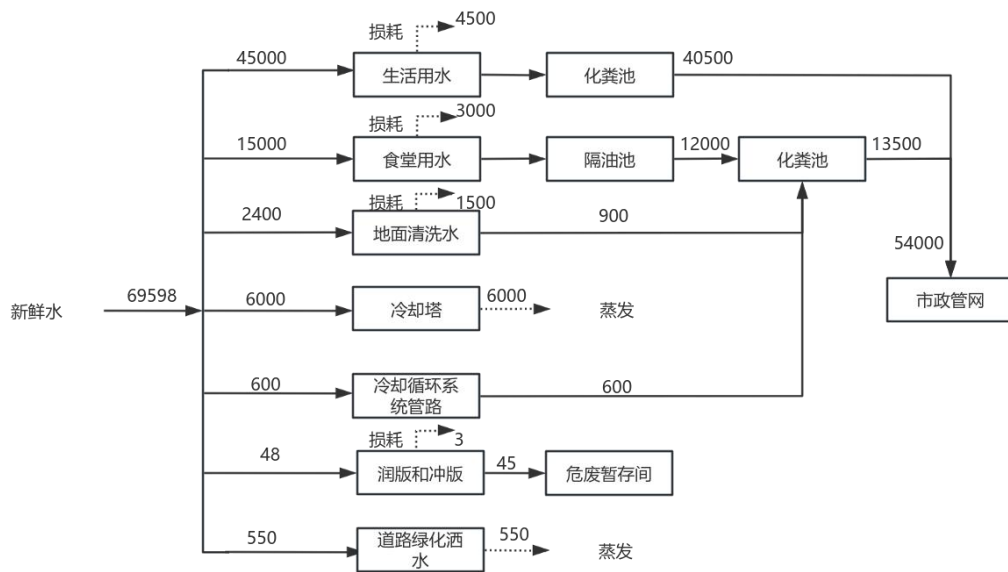 损耗 4500
45000 生活用水 化粪池 40500
损耗 3000
15000 食堂用水 隔油池 12000 化粪池 13500
损耗 1500
2400 地面清洗水 900
54000
市政管网
新鲜水 69598
6000 冷却塔 6000 蒸发
600 冷却循环系
统管路 600
损耗 3
48 润版和冲版 45 危废暂存间
550 道路绿化洒
水 550 蒸发